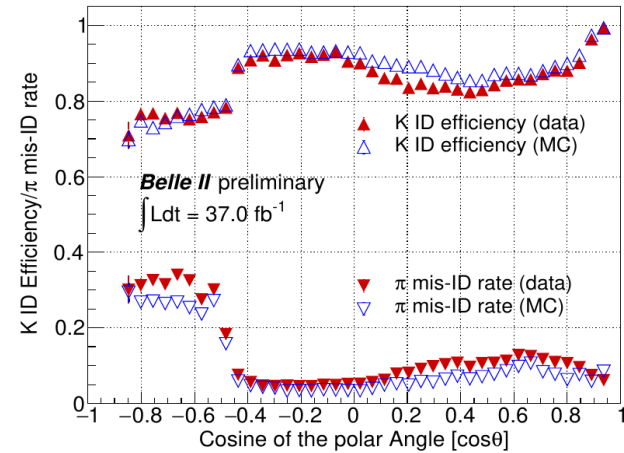 K ID Efficiency/π mis-ID rate
1
0.8
0.6
0.4
0.2
0
K ID efficiency (data)
K ID efficiency (MC)
Belle II preliminary
∫Ldt = 37.0 fb⁻¹
π mis-ID rate (data)
π mis-ID rate (MC)
−1 −0.8 −0.6 −0.4 −0.2 0 0.2 0.4 0.6 0.8 1
Cosine of the polar Angle [cosθ]